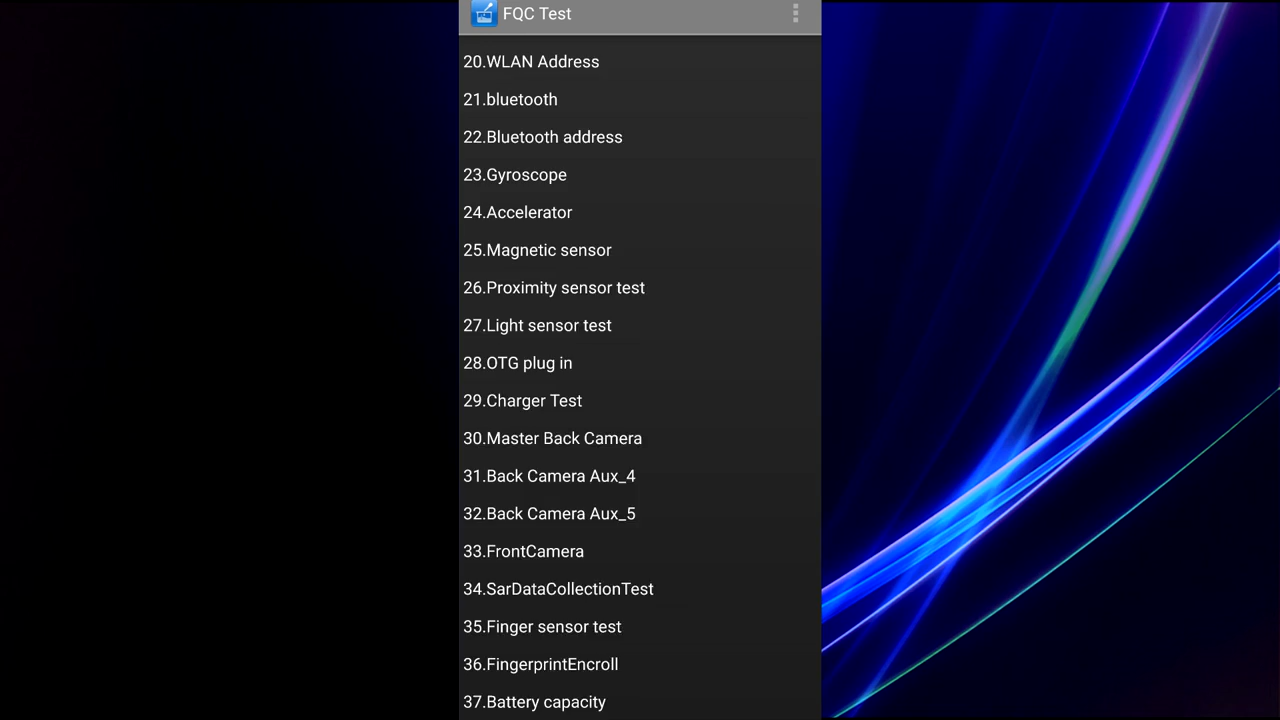 FQC Test
20.WLAN Address
21.bluetooth
22.Bluetooth address
23.Gyroscope
24.Accelerator
25.Magnetic sensor
26.Proximity sensor test
27.Light sensor test
28.OTG plug in
29.Charger Test
30.Master Back Camera
31.Back Camera Aux_4
32.Back Camera Aux_5
33.FrontCamera
34.SarDataCollectionTest
35.Finger sensor test
36.FingerprintEncroll
37.Battery capacity